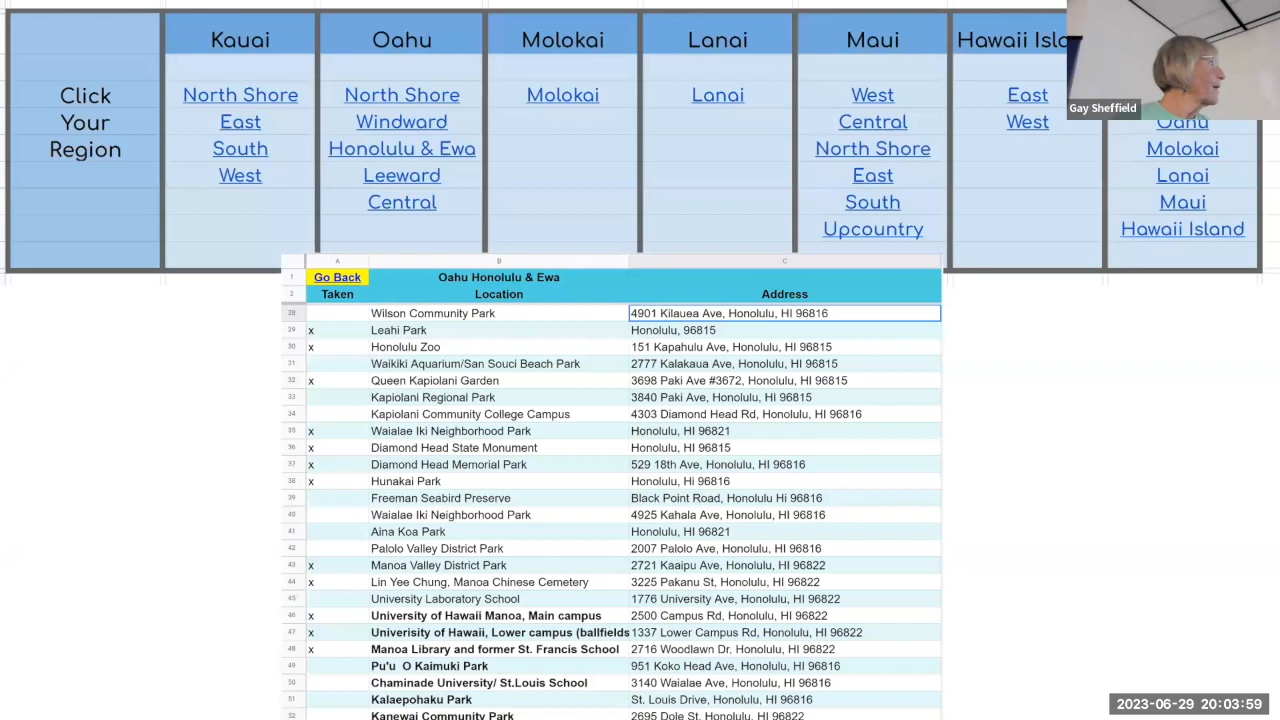 Kauai Oahu Molokai Lanai Maui Hawaii
Click
Your
Region
North Shore
East
South
West
North Shore
Windward
Honolulu & Ewa
Leeward
Central
Molokai
Lanai
West
Central
North Shore
East
South
Upcountry
East
West
Oahu
Molokai
Lanai
Maui
Hawaii Island
Gay Sheffield
A B C
1 Go Back Oahu Honolulu & Ewa
2 Taken Location Address
28 Wilson Community Park 4901 Kilauea Ave, Honolulu, HI 96816
29 x Leahi Park Honolulu, 96815
30 x Honolulu Zoo 151 Kapahulu Ave, Honolulu, HI 96815
31 Waikiki Aquarium/San Souci Beach Park 2777 Kalakaua Ave, Honolulu, HI 96815
32 x Queen Kapiolani Garden 3698 Paki Ave #3672, Honolulu, HI 96815
33 Kapiolani Regional Park 3840 Paki Ave, Honolulu, HI 96815
34 Kapiolani Community College Campus 4303 Diamond Head Rd, Honolulu, HI 96816
35 x Waialae Iki Neighborhood Park Honolulu, HI 96821
36 x Diamond Head State Monument Honolulu, HI 96815
37 x Diamond Head Memorial Park 529 18th Ave, Honolulu, HI 96816
38 x Hunakai Park Honolulu, Hi 96816
39 Freeman Seabird Preserve Black Point Road, Honolulu Hi 96816
40 Waialae Iki Neighborhood Park 4925 Kahala Ave, Honolulu, HI 96816
41 Aina Koa Park Honolulu, HI 96821
42 Palolo Valley District Park 2007 Palolo Ave, Honolulu, HI 96816
43 x Manoa Valley District Park 2721 Kaaipu Ave, Honolulu, HI 96822
44 x Lin Yee Chung, Manoa Chinese Cemetery 3225 Pakanu St, Honolulu, HI 96822
45 University Laboratory School 1776 University Ave, Honolulu, HI 96822
46 x University of Hawaii Manoa, Main campus 2500 Campus Rd, Honolulu, HI 96822
47 x Univerisity of Hawaii, Lower campus (ballfields 1337 Lower Campus Rd, Honolulu, HI 96822
48 x Manoa Library and former St. Francis School 2716 Woodlawn Dr, Honolulu, HI 96822
49 Pu'u O Kaimuki Park 951 Koko Head Ave, Honolulu, HI 96816
50 Chaminade University/ St.Louis School 3140 Waialae Ave, Honolulu, HI 96816
51 Kalaepohaku Park St. Louis Drive, Honolulu, HI 96816
52 Kanewai Community Park 2695 Dole St, Honolulu, HI 96822
2023-06-29 20:03:59